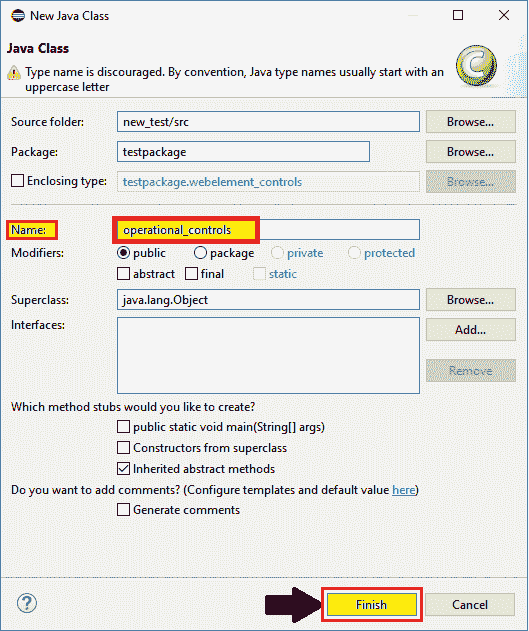 New Java Class
Java Class
Type name is discouraged. By convention, Java type names usually start with an
uppercase letter
Source folder: new_test/src Browse...
Package: testpackage Browse...
Enclosing type: testpackage.webelement_controls Browse...
Name: operational_controls
Modifiers: public package private protected
abstract final static
Superclass: java.lang.Object Browse...
Interfaces: Add...
Remove
Which method stubs would you like to create?
public static void main(String[] args)
Constructors from superclass
Inherited abstract methods
Do you want to add comments? (Configure templates and default value here)
Generate comments
? Finish Cancel